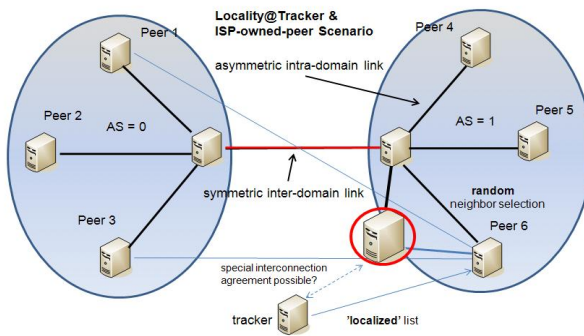 Locality@Tracker &
ISP-owned-peer Scenario
Peer 1
Peer 4
asymmetric intra-domain link
Peer 2
AS = 0
AS = 1
Peer 5
symmetric inter-domain link
random
neighbor selection
Peer 3
Peer 6
special interconnection
agreement possible?
tracker
'localized' list